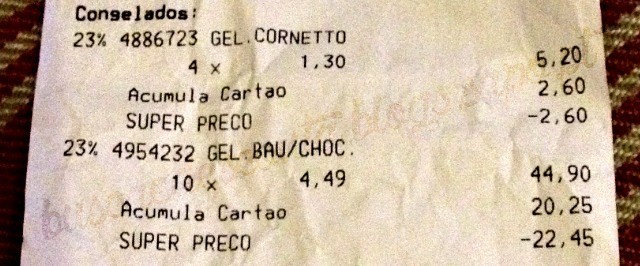 Congelados:
23% 4886723 GEL.CORNETTO
4 x 1,30 5,20
Acumula Cartao 2,60
SUPER PRECO -2,60
23% 4954232 GEL.BAU/CHOC.
10 x 4,49 44,90
Acumula Cartao 20,25
SUPER PRECO -22,45